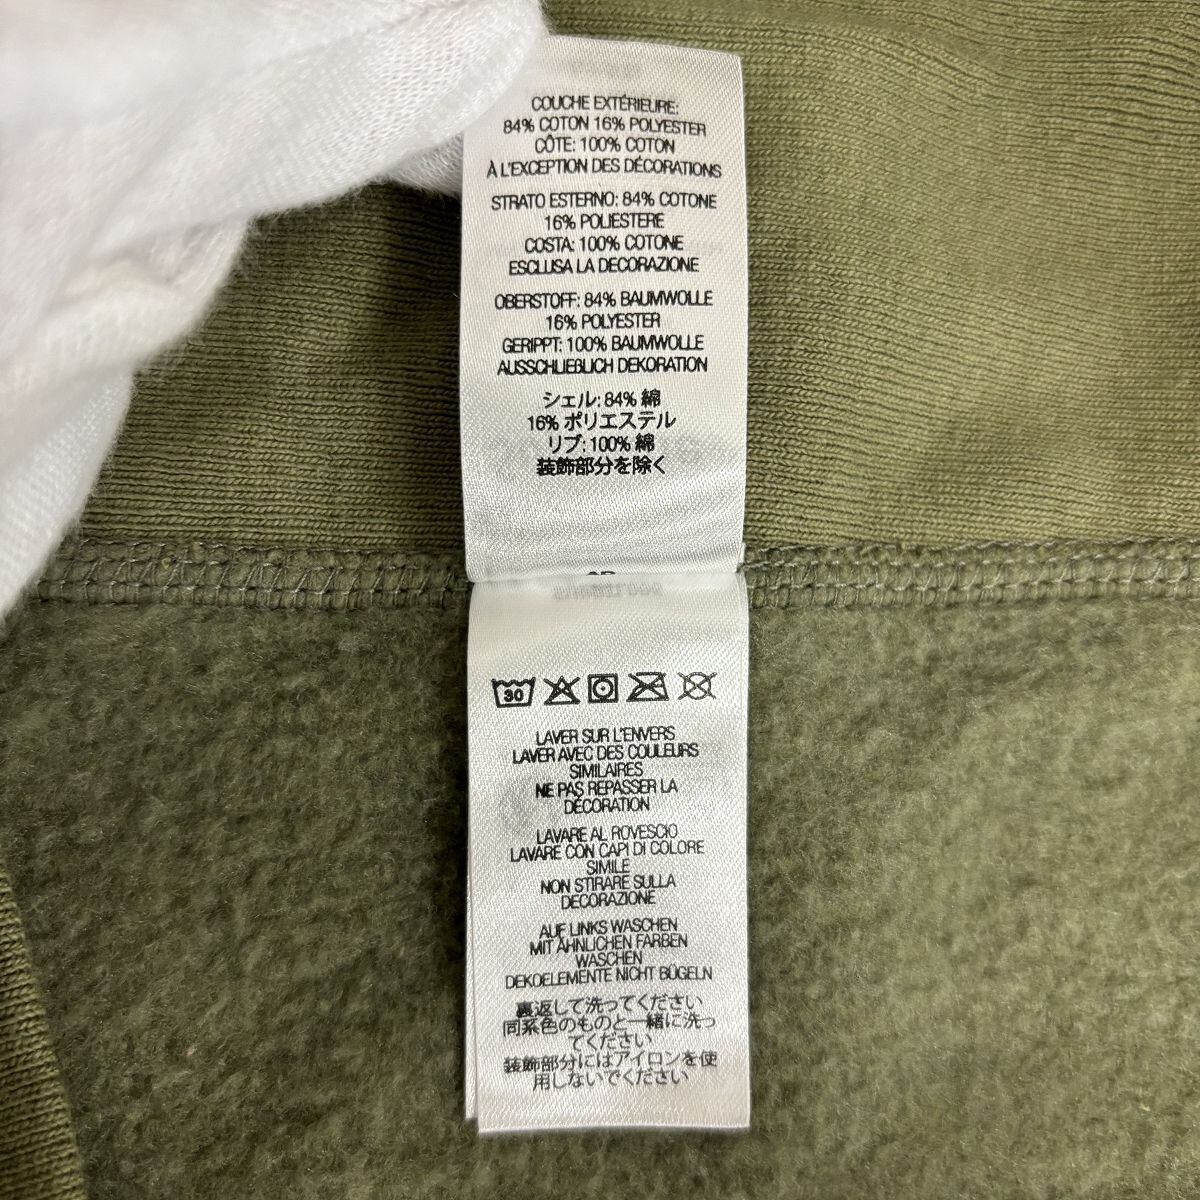 COUCHE EXTÉRIEURE:
84% COTON 16% POLYESTER
CÔTE: 100% COTON
À L'EXCEPTION DES DÉCORATIONS
STRATO ESTERNO: 84% COTONE
16% POLIESTERE
COSTA: 100% COTONE
ESCLUSA LA DECORAZIONE
OBERSTOFF: 84% BAUMWOLLE
16% POLYESTER
GERIPPT: 100% BAUMWOLLE
AUSSCHLIEßLICH DEKORATION
シェル: 84% 綿
16% ポリエステル
リブ: 100% 綿
装飾部分を除く
30
LAVER SUR L'ENVERS
LAVER AVEC DES COULEURS
SIMILAIRES
NE PAS REPASSER LA
DÉCORATION
LAVARE AL ROVESCIO
LAVARE CON CAPI DI COLORE
SIMILE
NON STIRARE SULLA
DECORAZIONE
AUF LINKS WASCHEN
MIT ÄHNLICHEN FARBEN
WASCHEN
DEKOELEMENTE NICHT BÜGELN
裏返して洗ってください
同系色のものと一緒に洗っ
てください
装飾部分にはアイロンを使
用しないでください